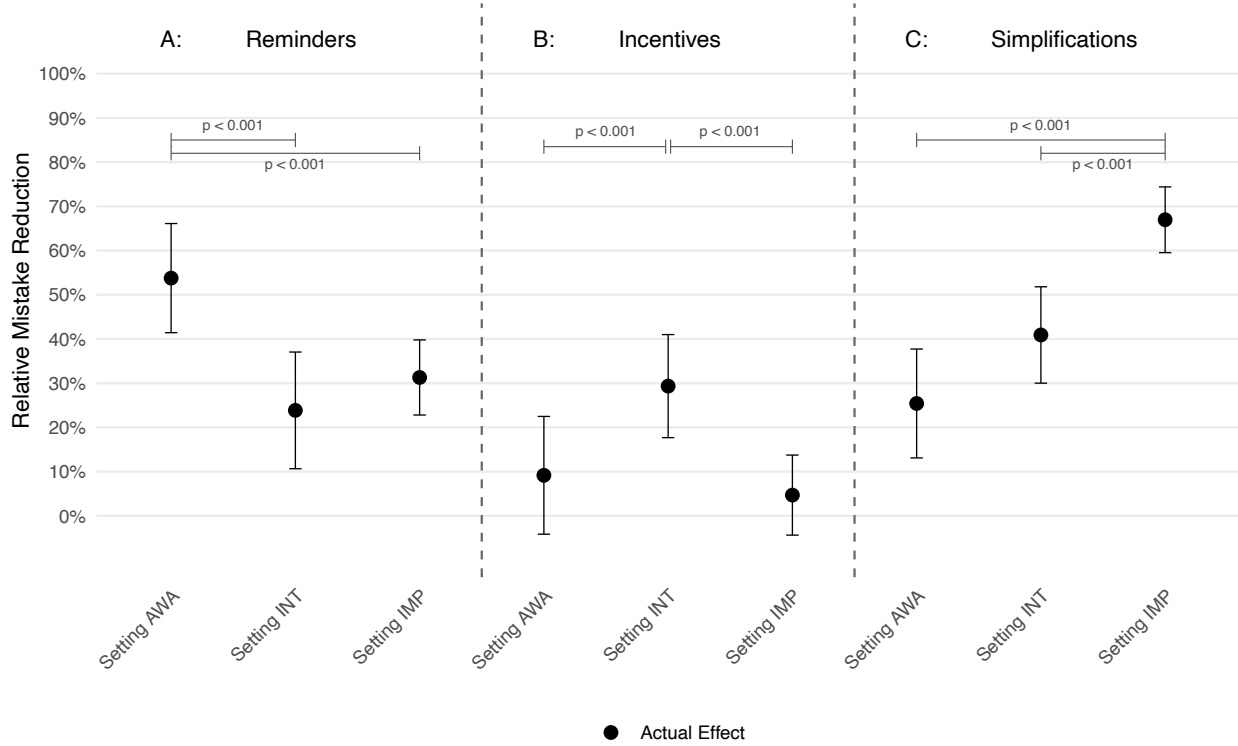 A: Reminders
B: Incentives
C: Simplifications
Relative Mistake Reduction
100%
90%
80%
70%
60%
50%
40%
30%
20%
10%
0%
p < 0.001
p < 0.001
p < 0.001
p < 0.001
p < 0.001
p < 0.001
Setting AWA
Setting INT
Setting IMP
Setting AWA
Setting INT
Setting IMP
Setting AWA
Setting INT
Setting IMP
Actual Effect